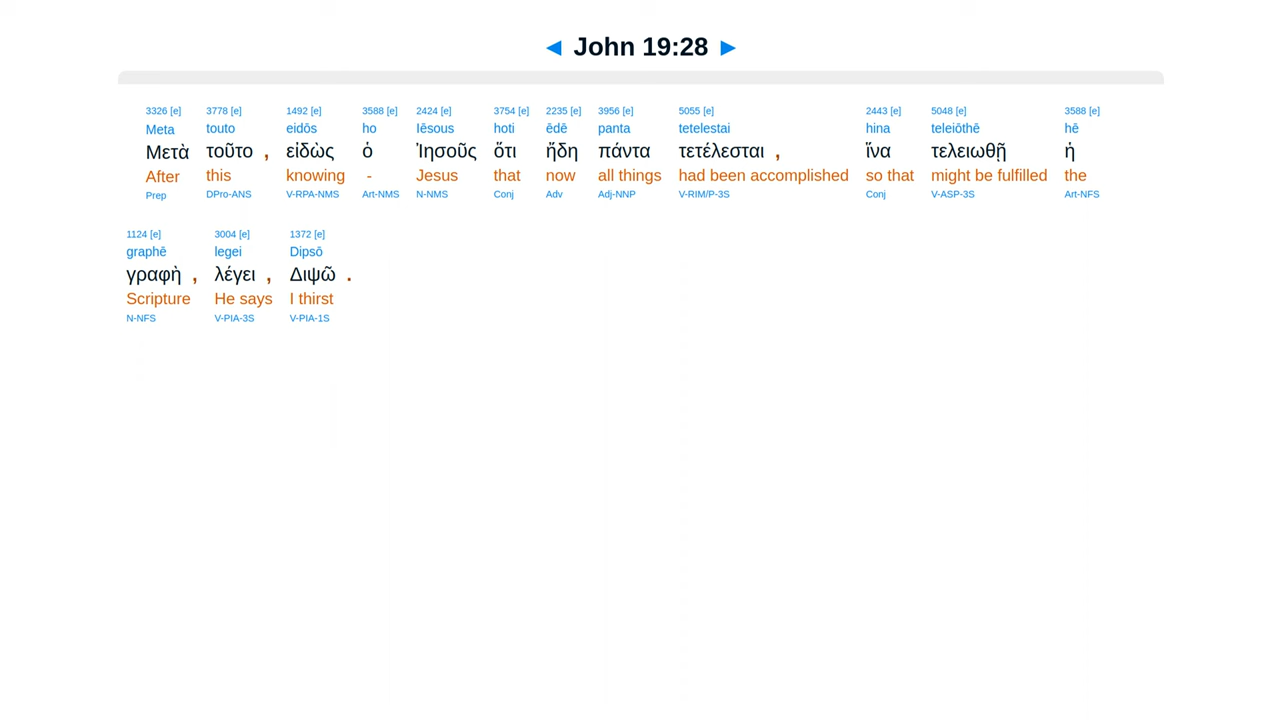 ◄ John 19:28 ►
3326 [e] 3778 [e] 1492 [e] 3588 [e] 2424 [e] 3754 [e] 2235 [e] 3956 [e] 5055 [e] 2443 [e] 5048 [e] 3588 [e]
Meta touto eidōs ho Iēsous hoti ēdē panta tetelestai hina teleiōthē hē
Μετὰ τοῦτο , εἰδὼς ὁ Ἰησοῦς ὅτι ἤδη πάντα τετέλεσται , ἵνα τελειωθῇ ἡ
After this knowing - Jesus that now all things had been accomplished so that might be fulfilled the
Prep DPro-ANS V-RPA-NMS Art-NMS N-NMS Conj Adv Adj-NNP V-RIM/P-3S Conj V-ASP-3S Art-NFS
1124 [e] 3004 [e] 1372 [e]
graphē legei Dipsō
γραφὴ , λέγει , Διψῶ .
Scripture He says I thirst
N-NFS V-PIA-3S V-PIA-1S